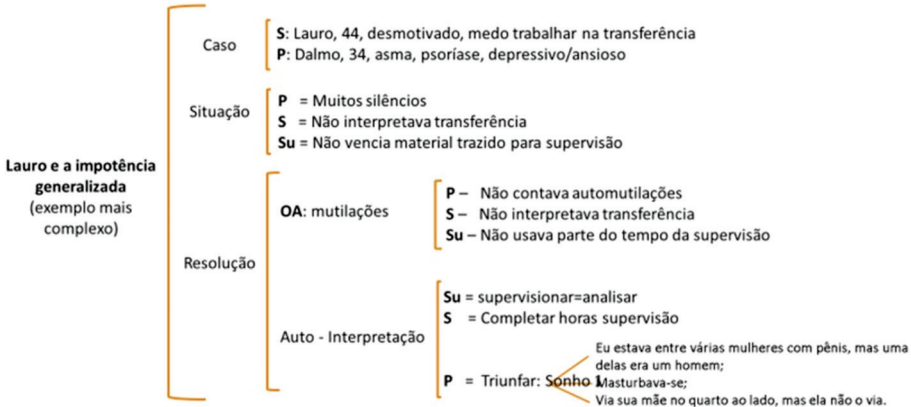 Lauro e a impotência
generalizada
(exemplo mais
complexo)
Caso
S: Lauro, 44, desmotivado, medo trabalhar na transferência
P: Dalmo, 34, asma, psoríase, depressivo/ansioso
Situação
P = Muitos silêncios
S = Não interpretava transferência
Su = Não vencia material trazido para supervisão
Resolução
OA: mutilações
P – Não contava automutilações
S – Não interpretava transferência
Su – Não usava parte do tempo da supervisão
Auto - Interpretação
Su = supervisionar=analisar
S = Completar horas supervisão
P = Triunfar: Sonho 1
Eu estava entre várias mulheres com pênis, mas uma
delas era um homem;
Masturbava-se;
Via sua mãe no quarto ao lado, mas ela não o via.